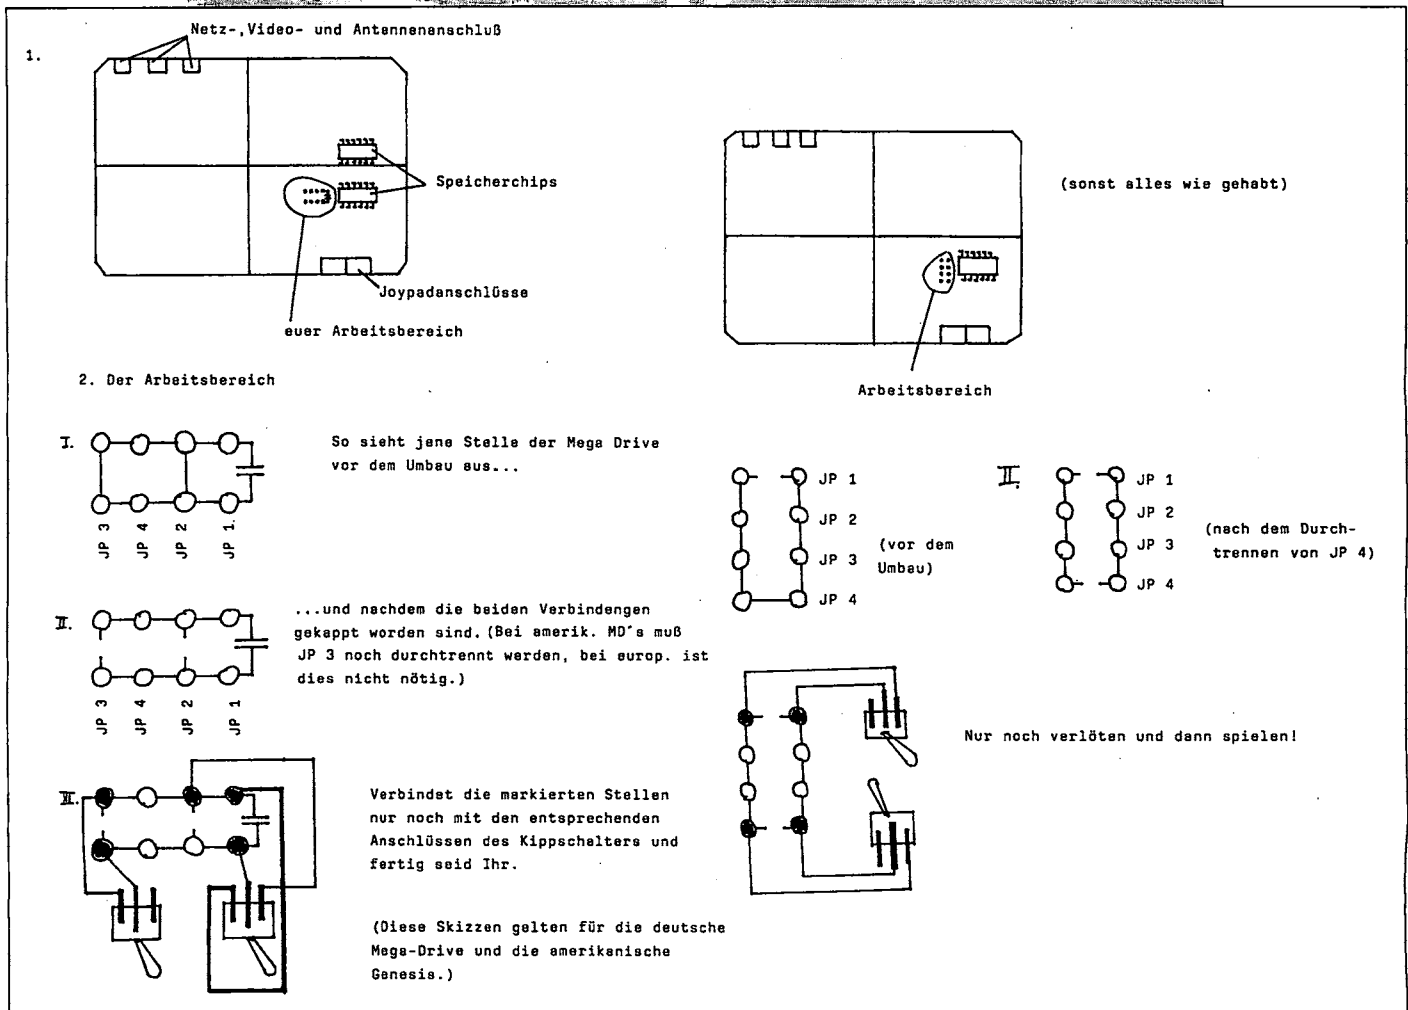 Netz-,Video- und Antennenanschluß
1.
Speicherchips
Joypadanschlüsse
euer Arbeitsbereich
(sonst alles wie gehabt)
Arbeitsbereich
2. Der Arbeitsbereich
I.
So sieht jene Stelle der Mega Drive
vor dem Umbau aus...
JP 3
JP 4
JP 2
JP 1.
II.
...und nachdem die beiden Verbindengen
gekappt worden sind.(Bei amerik. MD's muß
JP 3 noch durchtrennt werden, bei europ. ist
dies nicht nötig.)
JP 3
JP 4
JP 2
JP 1
III.
Verbindet die markierten Stellen
nur noch mit den entsprechenden
Anschlüssen des Kippschalters und
fertig seid Ihr.
(Diese Skizzen gelten für die deutsche
Mega-Drive und die amerikanische
Genesis.)
JP 1
JP 2
JP 3
JP 4
(vor dem
Umbau)
II.
JP 1
JP 2
JP 3
JP 4
(nach dem Durch-
trennen von JP 4)
Nur noch verlöten und dann spielen!